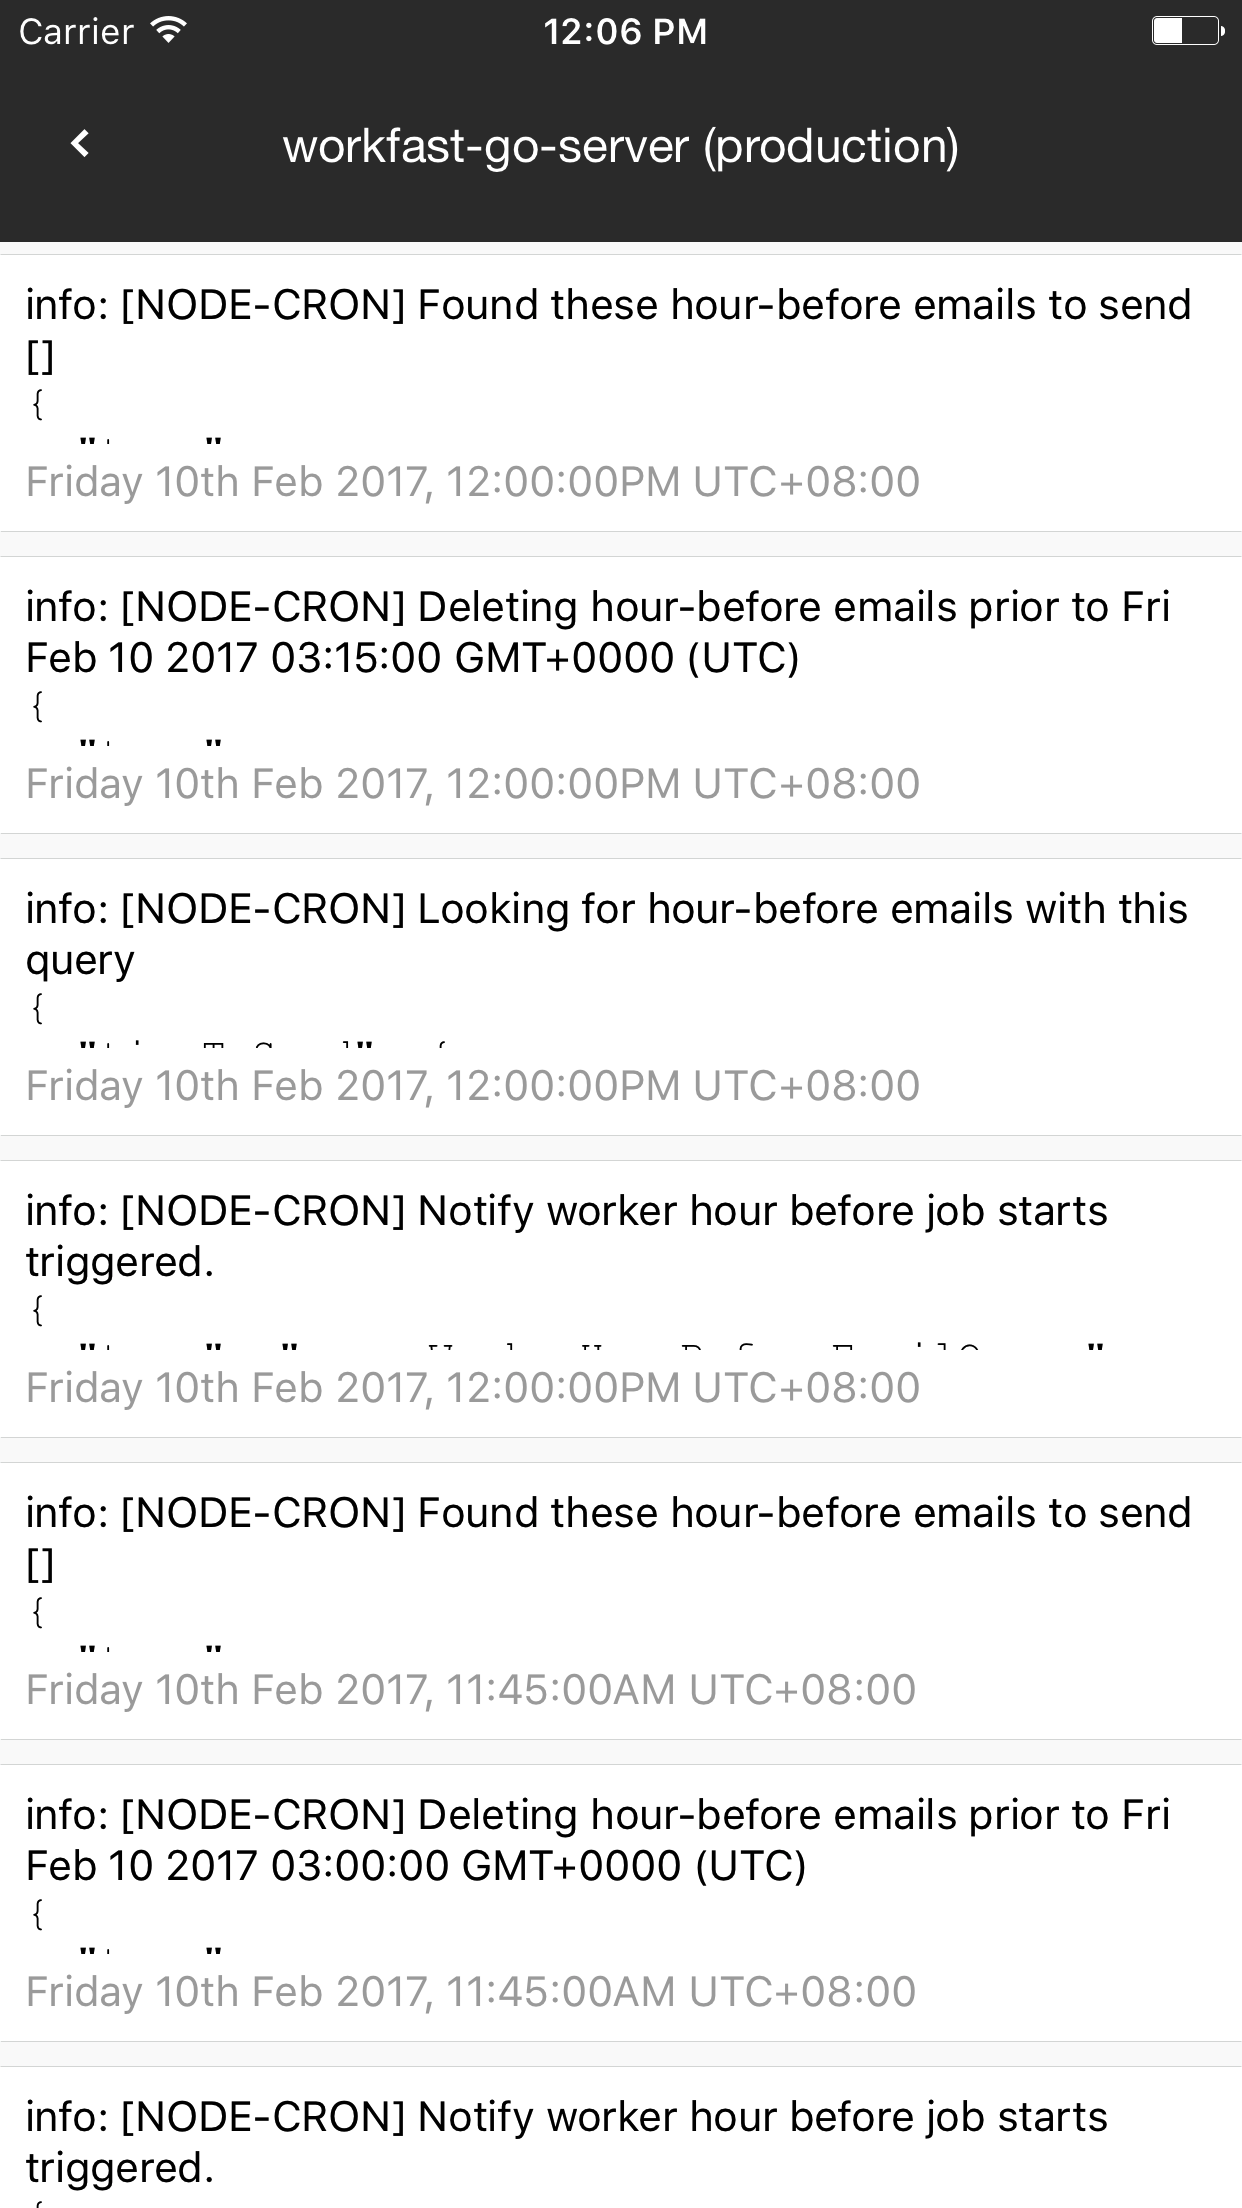 Carrier 12:06 PM
workfast-go-server (production)
info: [NODE-CRON] Found these hour-before emails to send
[]
{
Friday 10th Feb 2017, 12:00:00PM UTC+08:00
info: [NODE-CRON] Deleting hour-before emails prior to Fri
Feb 10 2017 03:15:00 GMT+0000 (UTC)
{
Friday 10th Feb 2017, 12:00:00PM UTC+08:00
info: [NODE-CRON] Looking for hour-before emails with this
query
{
Friday 10th Feb 2017, 12:00:00PM UTC+08:00
info: [NODE-CRON] Notify worker hour before job starts
triggered.
{
Friday 10th Feb 2017, 12:00:00PM UTC+08:00
info: [NODE-CRON] Found these hour-before emails to send
[]
{
Friday 10th Feb 2017, 11:45:00AM UTC+08:00
info: [NODE-CRON] Deleting hour-before emails prior to Fri
Feb 10 2017 03:00:00 GMT+0000 (UTC)
{
Friday 10th Feb 2017, 11:45:00AM UTC+08:00
info: [NODE-CRON] Notify worker hour before job starts
triggered.